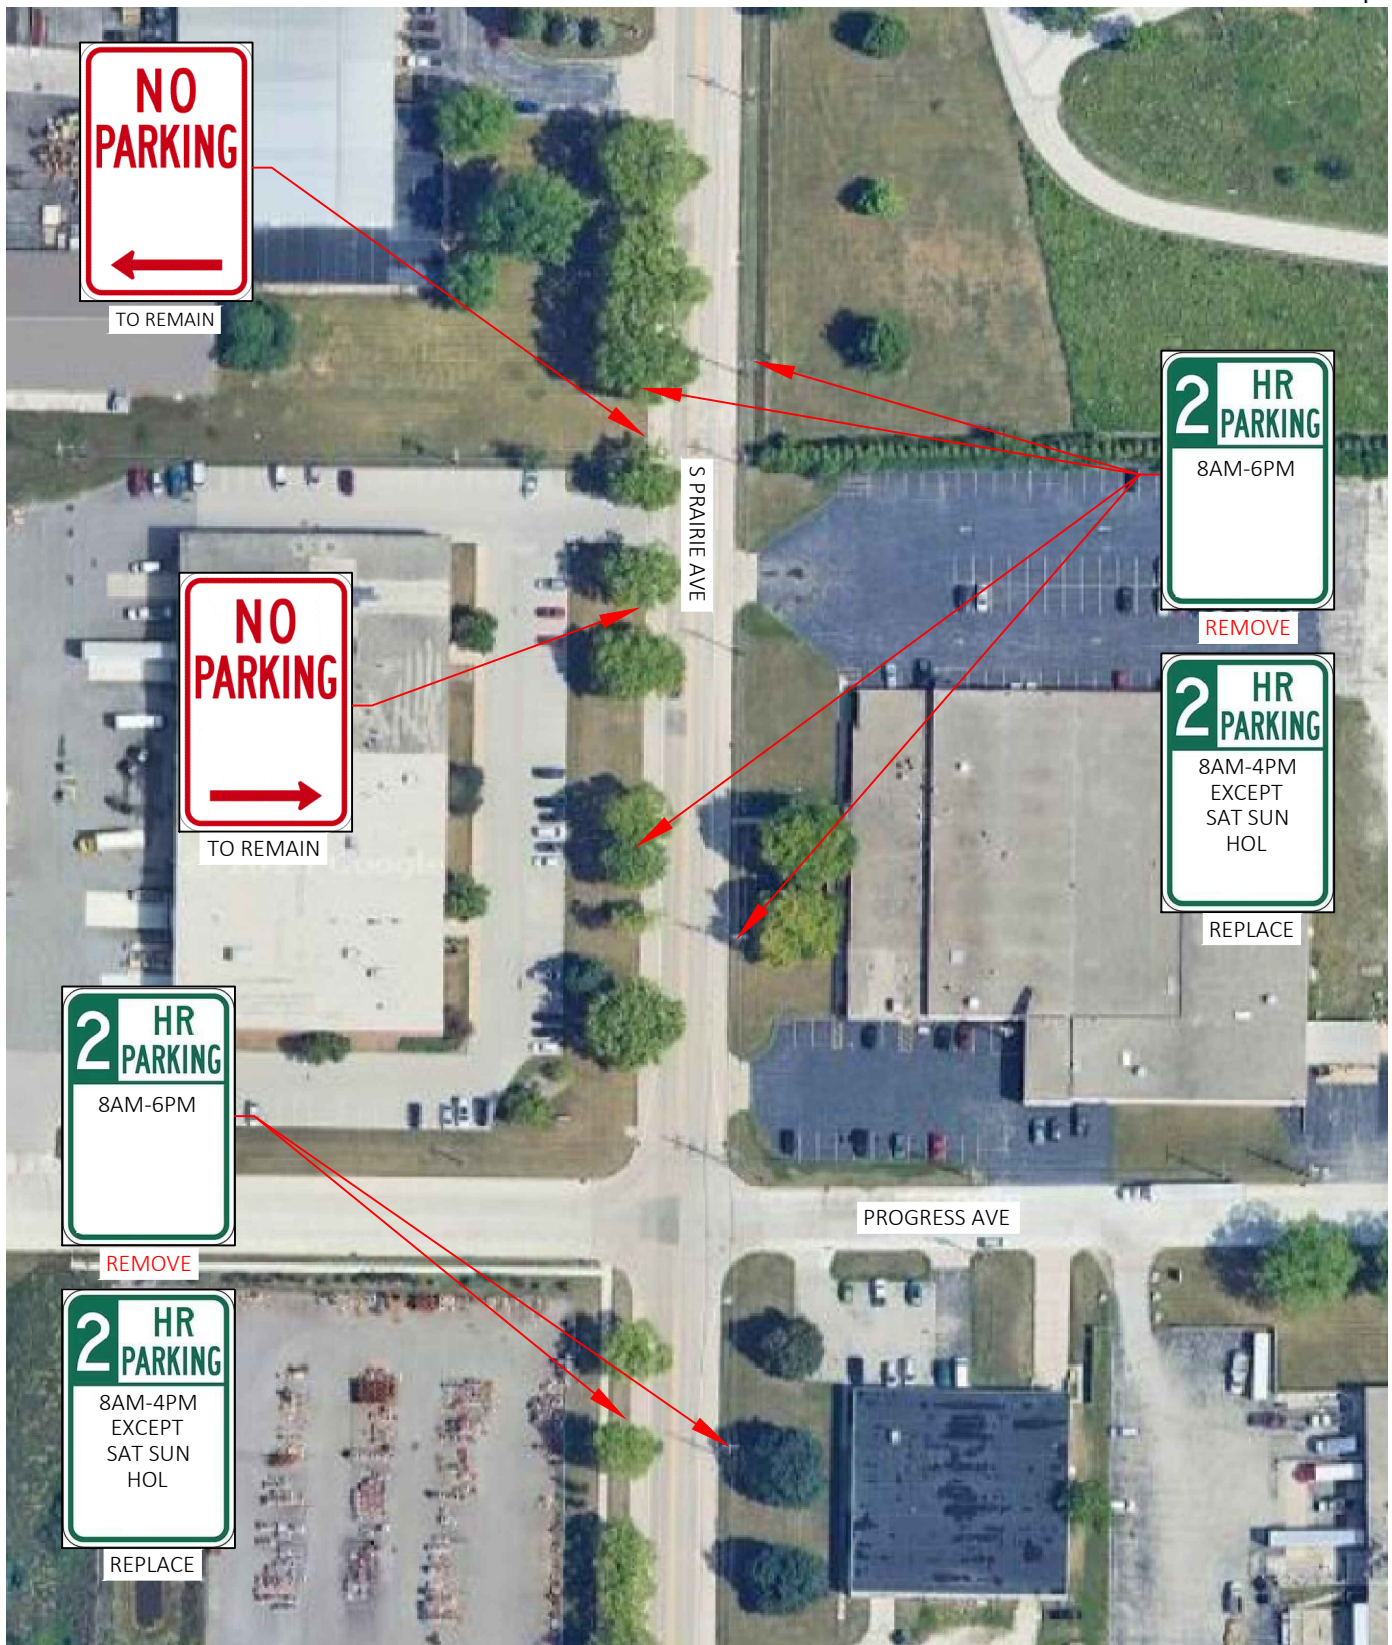 NO
PARKING
TO REMAIN
2 HR
PARKING
8AM-6PM
REMOVE
S PRAIRIE AVE
NO
PARKING
TO REMAIN
2 HR
PARKING
8AM-4PM
EXCEPT
SAT SUN
HOL
REPLACE
Google
2 HR
PARKING
8AM-6PM
REMOVE
PROGRESS AVE
2 HR
PARKING
8AM-4PM
EXCEPT
SAT SUN
HOL
REPLACE